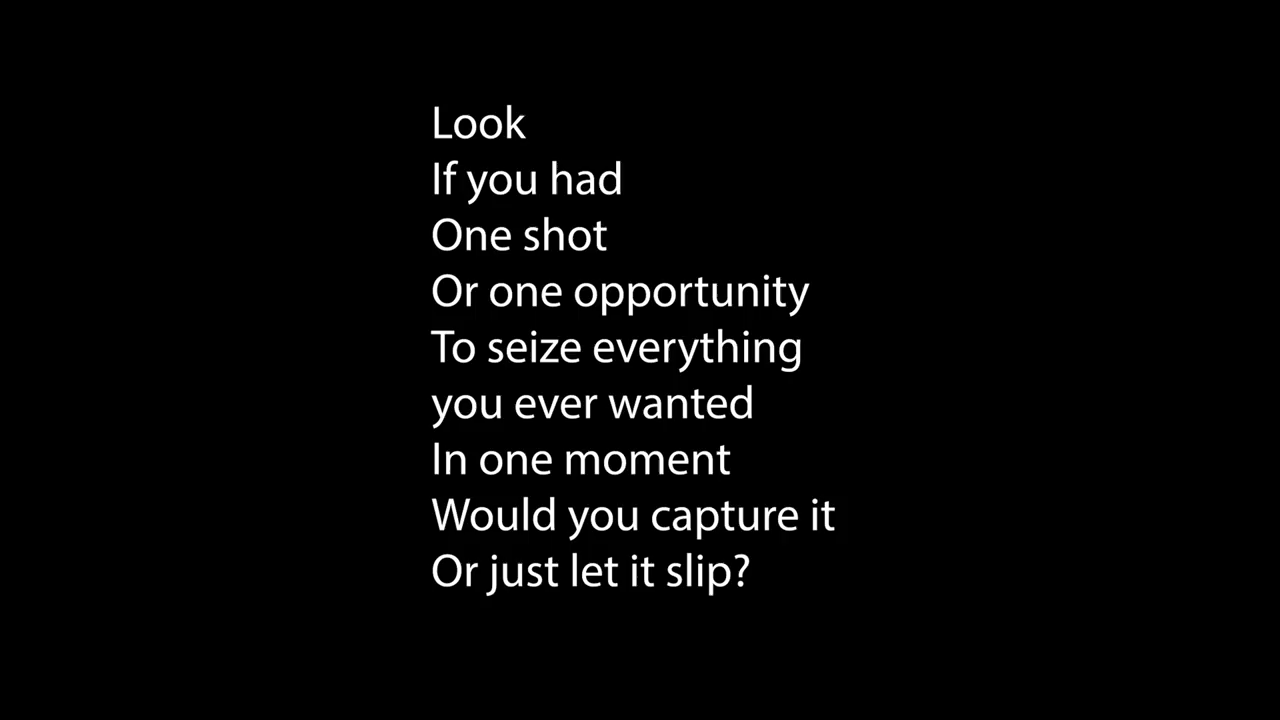 Look
If you had
One shot
Or one opportunity
To seize everything
you ever wanted
In one moment
Would you capture it
Or just let it slip?